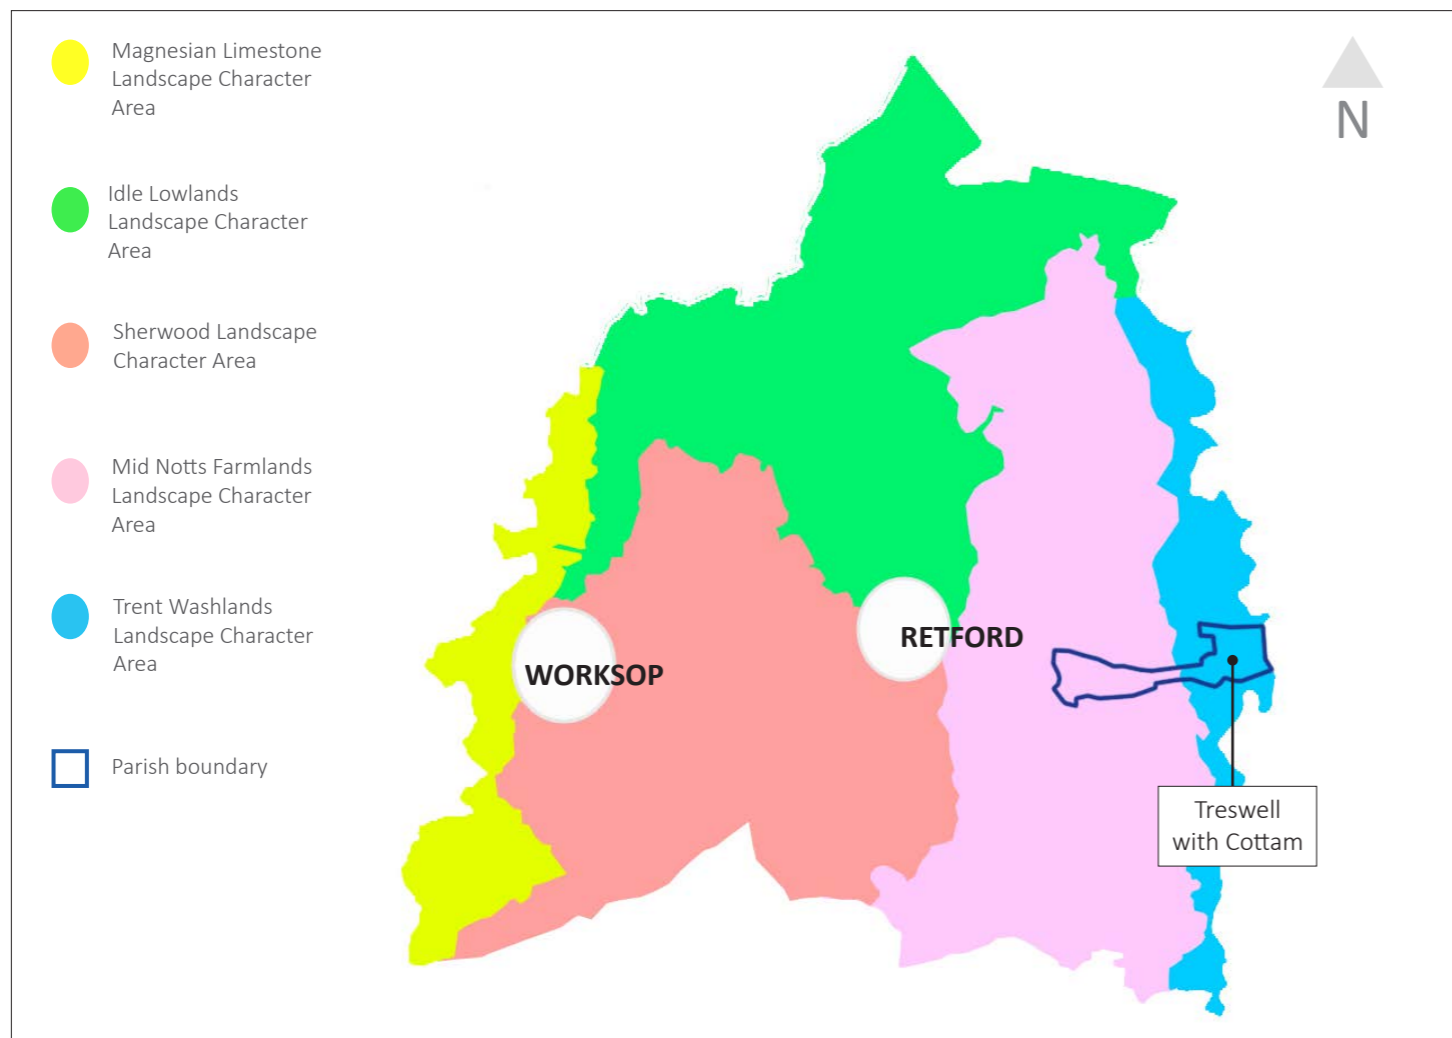 Magnesian Limestone
Landscape Character
Area
Idle Lowlands
Landscape Character
Area
Sherwood Landscape
Character Area
Mid Notts Farmlands
Landscape Character
Area
Trent Washlands
Landscape Character
Area
Parish boundary
N
RETFORD
WORKSOP
Treswell
with Cottam